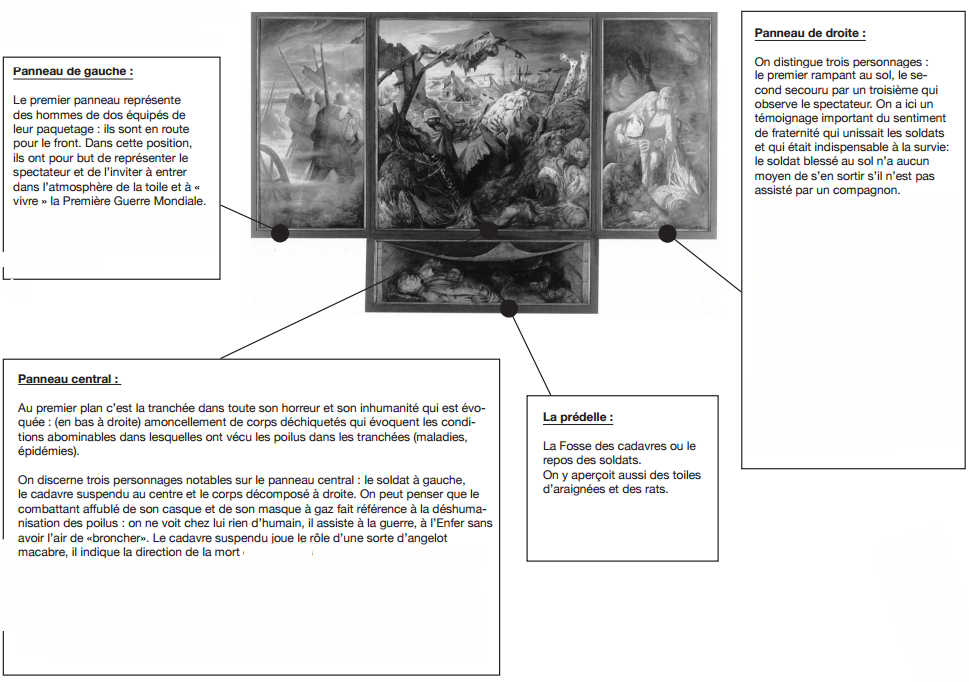 Panneau de gauche :
Le premier panneau représente
des hommes de dos équipés de
leur paquetage : ils sont en route
pour le front. Dans cette position,
ils ont pour but de représenter le
spectateur et de l'inviter à entrer
dans l'atmosphère de la toile et à «
vivre » la Première Guerre Mondiale.
Panneau de droite :
On distingue trois personnages :
le premier rampant au sol, le se-
cond secouru par un troisième qui
observe le spectateur. On a ici un
témoignage important du sentiment
de fraternité qui unissait les soldats
et qui était indispensable à la survie:
le soldat blessé au sol n'a aucun
moyen de s'en sortir s'il n'est pas
assisté par un compagnon.
Panneau central :
Au premier plan c'est la tranchée dans toute son horreur et son inhumanité qui est évo-
quée : (en bas à droite) amoncellement de corps déchiquetés qui évoquent les condi-
tions abominables dans lesquelles ont vécu les poilus dans les tranchées (maladies,
épidémies).
On discerne trois personnages notables sur le panneau central : le soldat à gauche,
le cadavre suspendu au centre et le corps décomposé à droite. On peut penser que le
combattant affublé de son casque et de son masque à gaz fait référence à la déshuma-
nisation des poilus : on ne voit chez lui rien d'humain, il assiste à la guerre, à l'Enfer sans
avoir l'air de «broncher». Le cadavre suspendu joue le rôle d'une sorte d'angelot
macabre, il indique la direction de la mort
La prédelle :
La Fosse des cadavres ou le
repos des soldats.
On y aperçoit aussi des toiles
d'araignées et des rats.